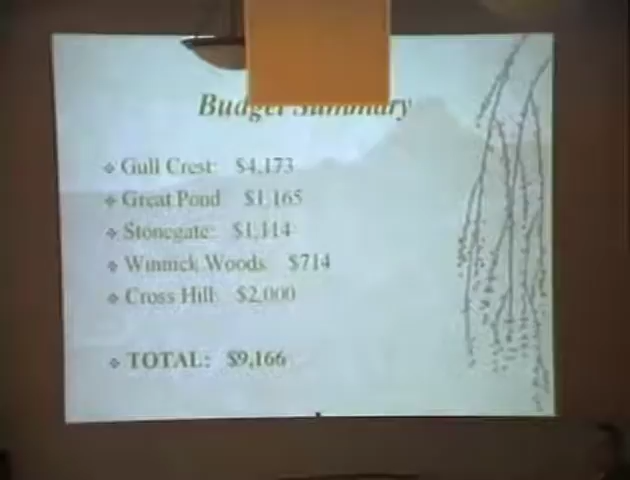 Budget Summary
Gull Crest: $4,173
Great Pond $1,165
Stonegate: $1,114
Winnick Woods $714
Cross Hill $2,000
TOTAL: $9,166